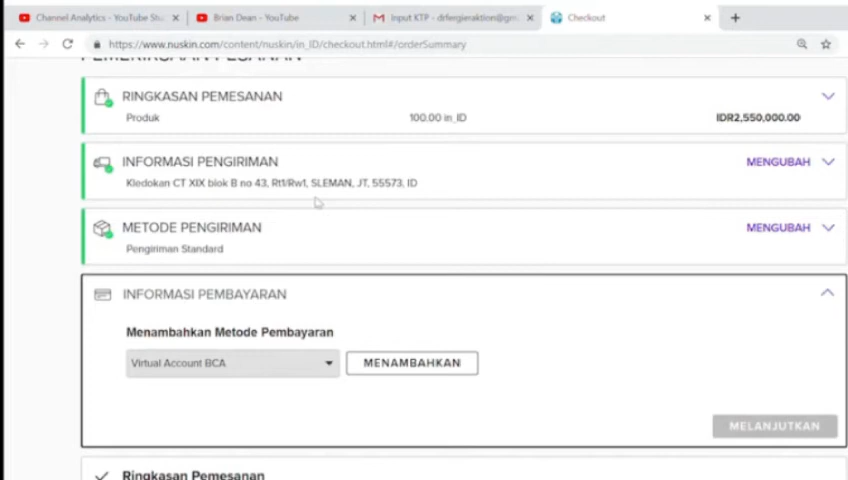 Channel Analytics - YouTube Stu
Brian Dean - YouTube
Input KTP - drfergieraktion@gm
Checkout
https://www.nuskin.com/content/nuskin/in_ID/checkout.html#/orderSummary
PEMERIKSAAN PESANAN
RINGKASAN PEMESANAN
Produk 100.00 in_ID IDR2,550,000.00
INFORMASI PENGIRIMAN MENGUBAH
Kledokan CT XIX blok B no 43, Rt1/Rw1, SLEMAN, JT, 55573, ID
METODE PENGIRIMAN MENGUBAH
Pengiriman Standard
INFORMASI PEMBAYARAN
Menambahkan Metode Pembayaran
Virtual Account BCA MENAMBAHKAN
MELANJUTKAN
Ringkasan Pemesanan